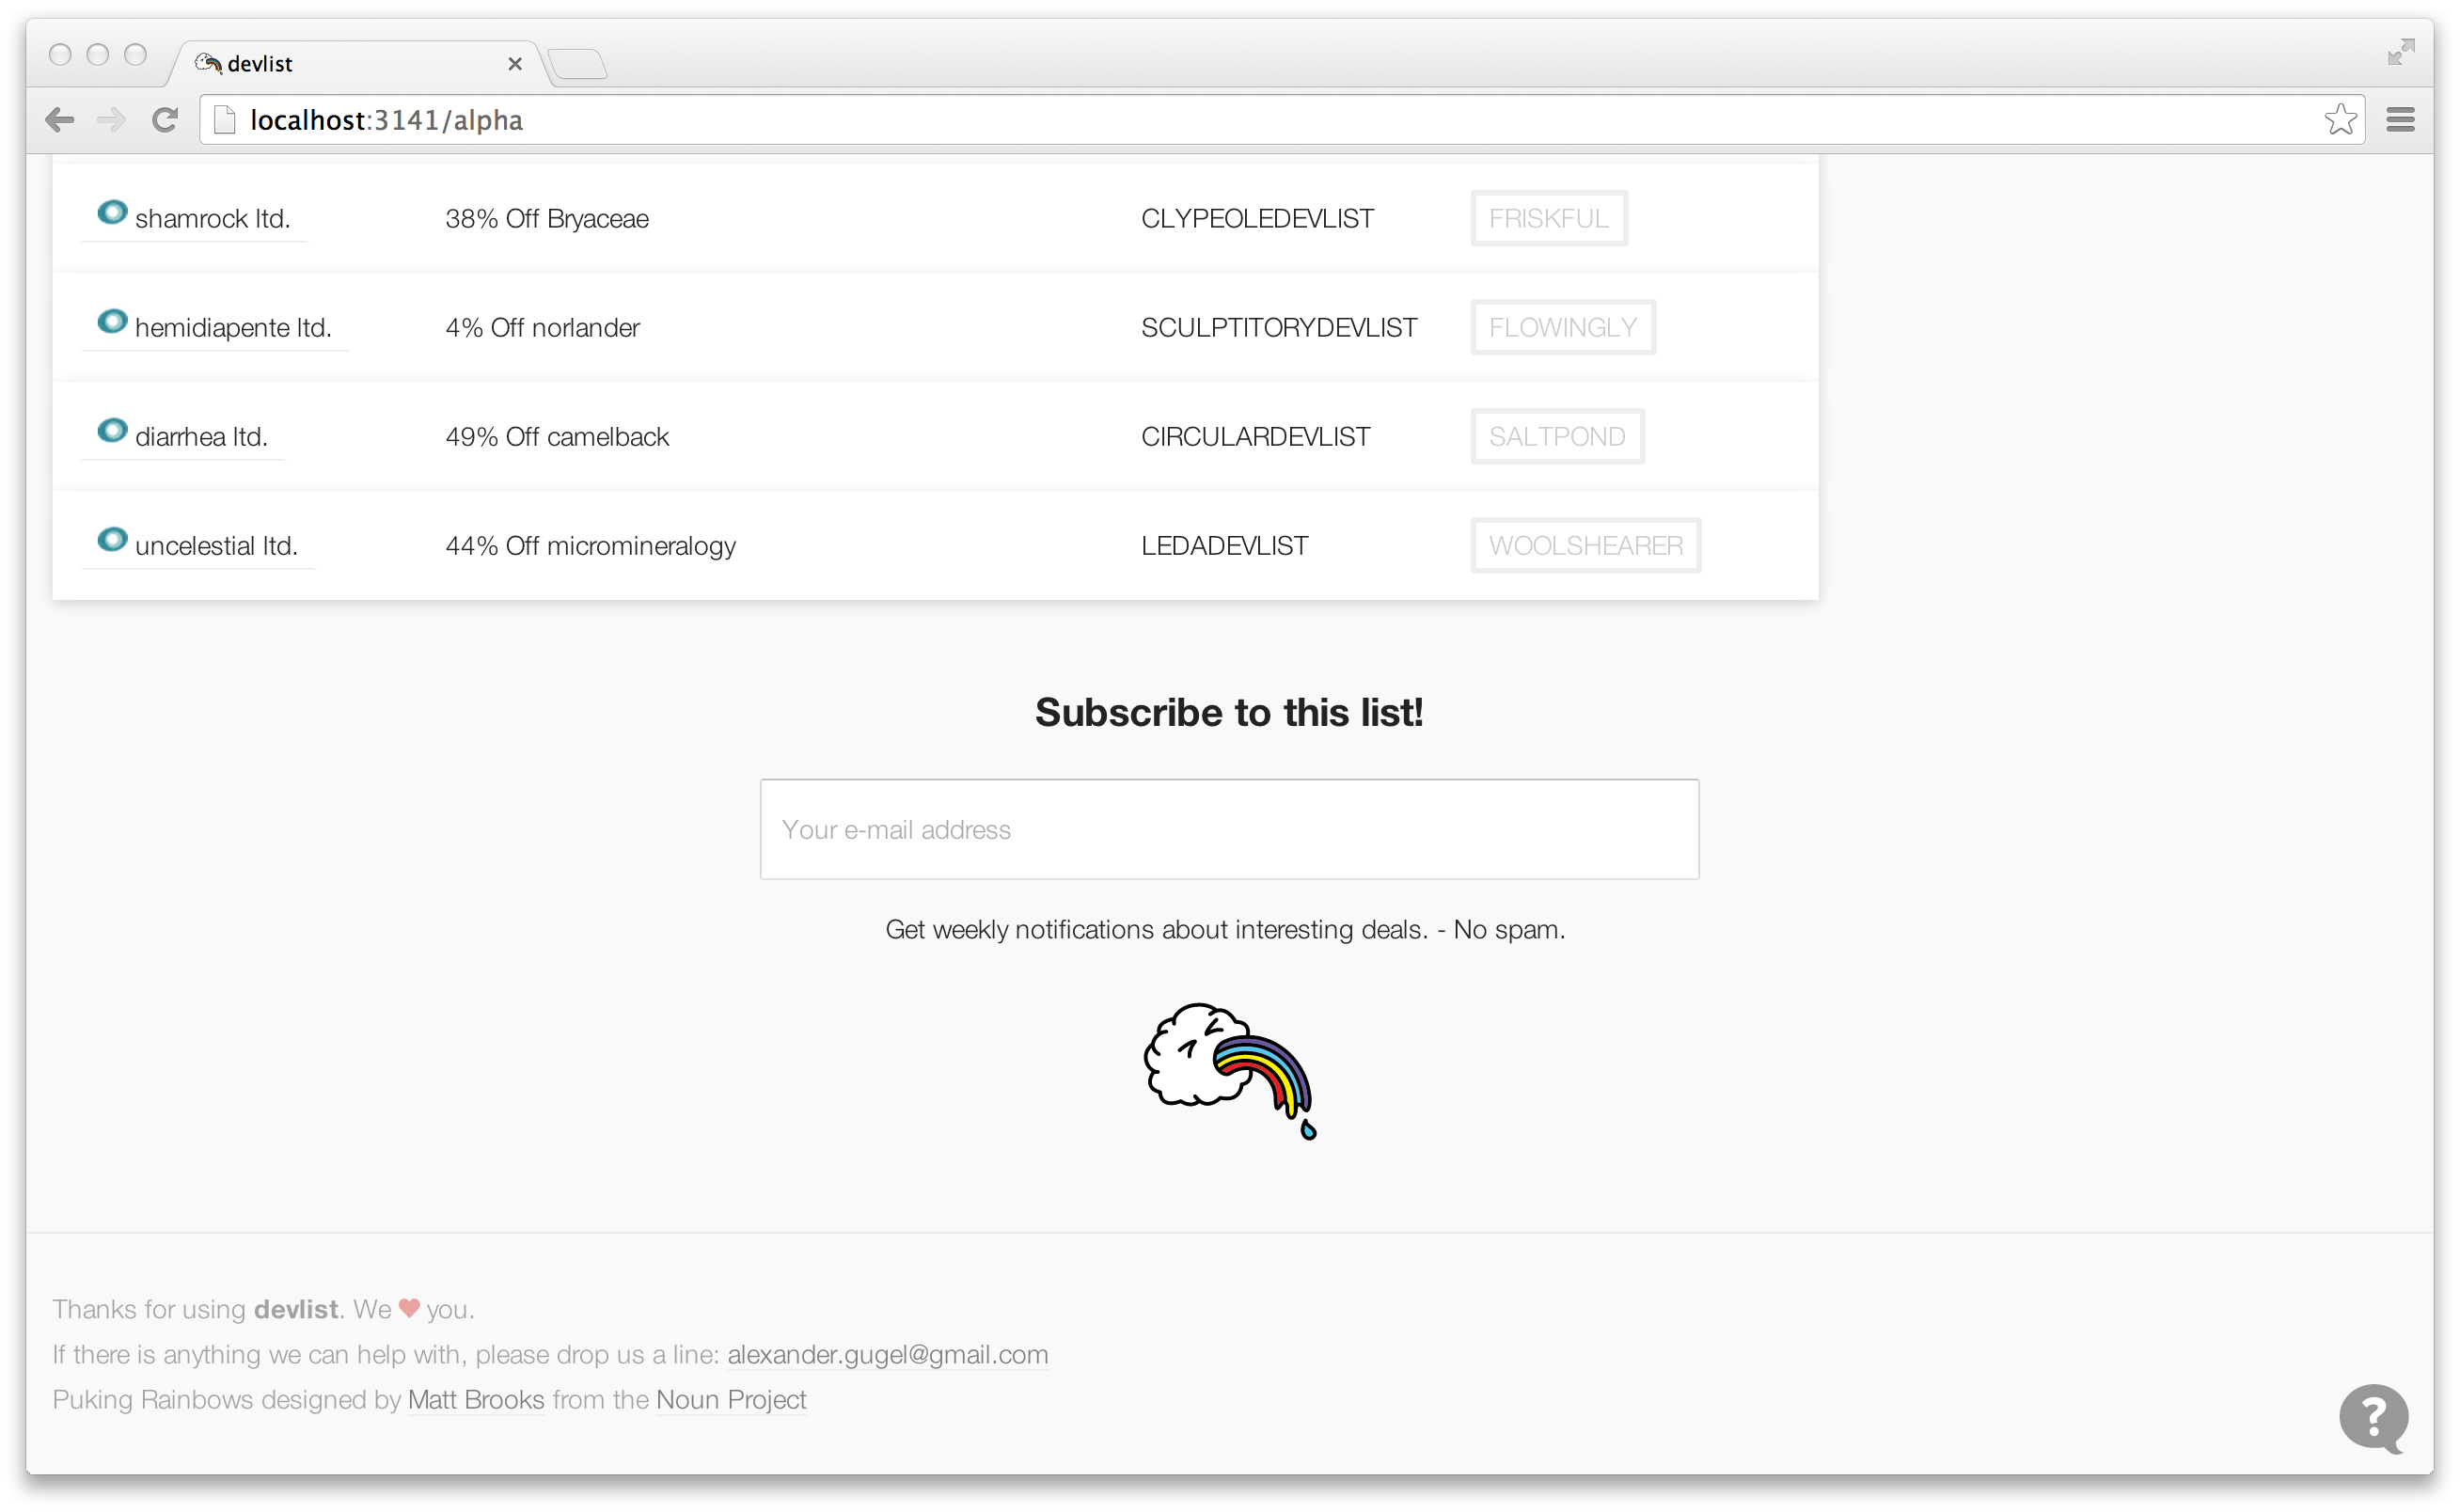 devlist
localhost:3141/alpha
shamrock ltd. 38% Off Bryaceae CLYPEOLEDEVLIST FRISKFUL
hemidiapente ltd. 4% Off norlander SCULPTITORYDEVLIST FLOWINGLY
diarrhea ltd. 49% Off camelback CIRCULARDEVLIST SALTPOND
uncelestial ltd. 44% Off micromineralogy LEDADEVLIST WOOLSHEARER
Subscribe to this list!
Your e-mail address
Get weekly notifications about interesting deals. - No spam.
Thanks for using devlist. We ♥ you.
If there is anything we can help with, please drop us a line: alexander.gugel@gmail.com
Puking Rainbows designed by Matt Brooks from the Noun Project
?